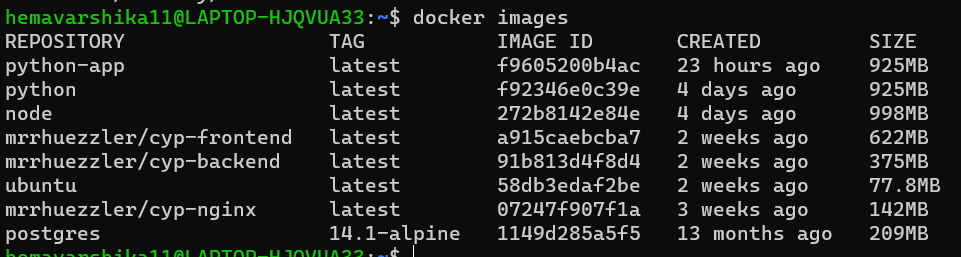 hemavarshika11@LAPTOP-HJQVUA33:~$ docker images
REPOSITORY TAG IMAGE ID CREATED SIZE
python-app latest f9605200b4ac 23 hours ago 925MB
python latest f92346e0c39e 4 days ago 925MB
node latest 272b8142e84e 4 days ago 998MB
mrrhuezzler/cyp-frontend latest a915caebcba7 2 weeks ago 622MB
mrrhuezzler/cyp-backend latest 91b813d4f8d4 2 weeks ago 375MB
ubuntu latest 58db3edaf2be 2 weeks ago 77.8MB
mrrhuezzler/cyp-nginx latest 07247f907f1a 3 weeks ago 142MB
postgres 14.1-alpine 1149d285a5f5 13 months ago 209MB
hemavarshika11@LAPTOP-HJQVUA33:~$